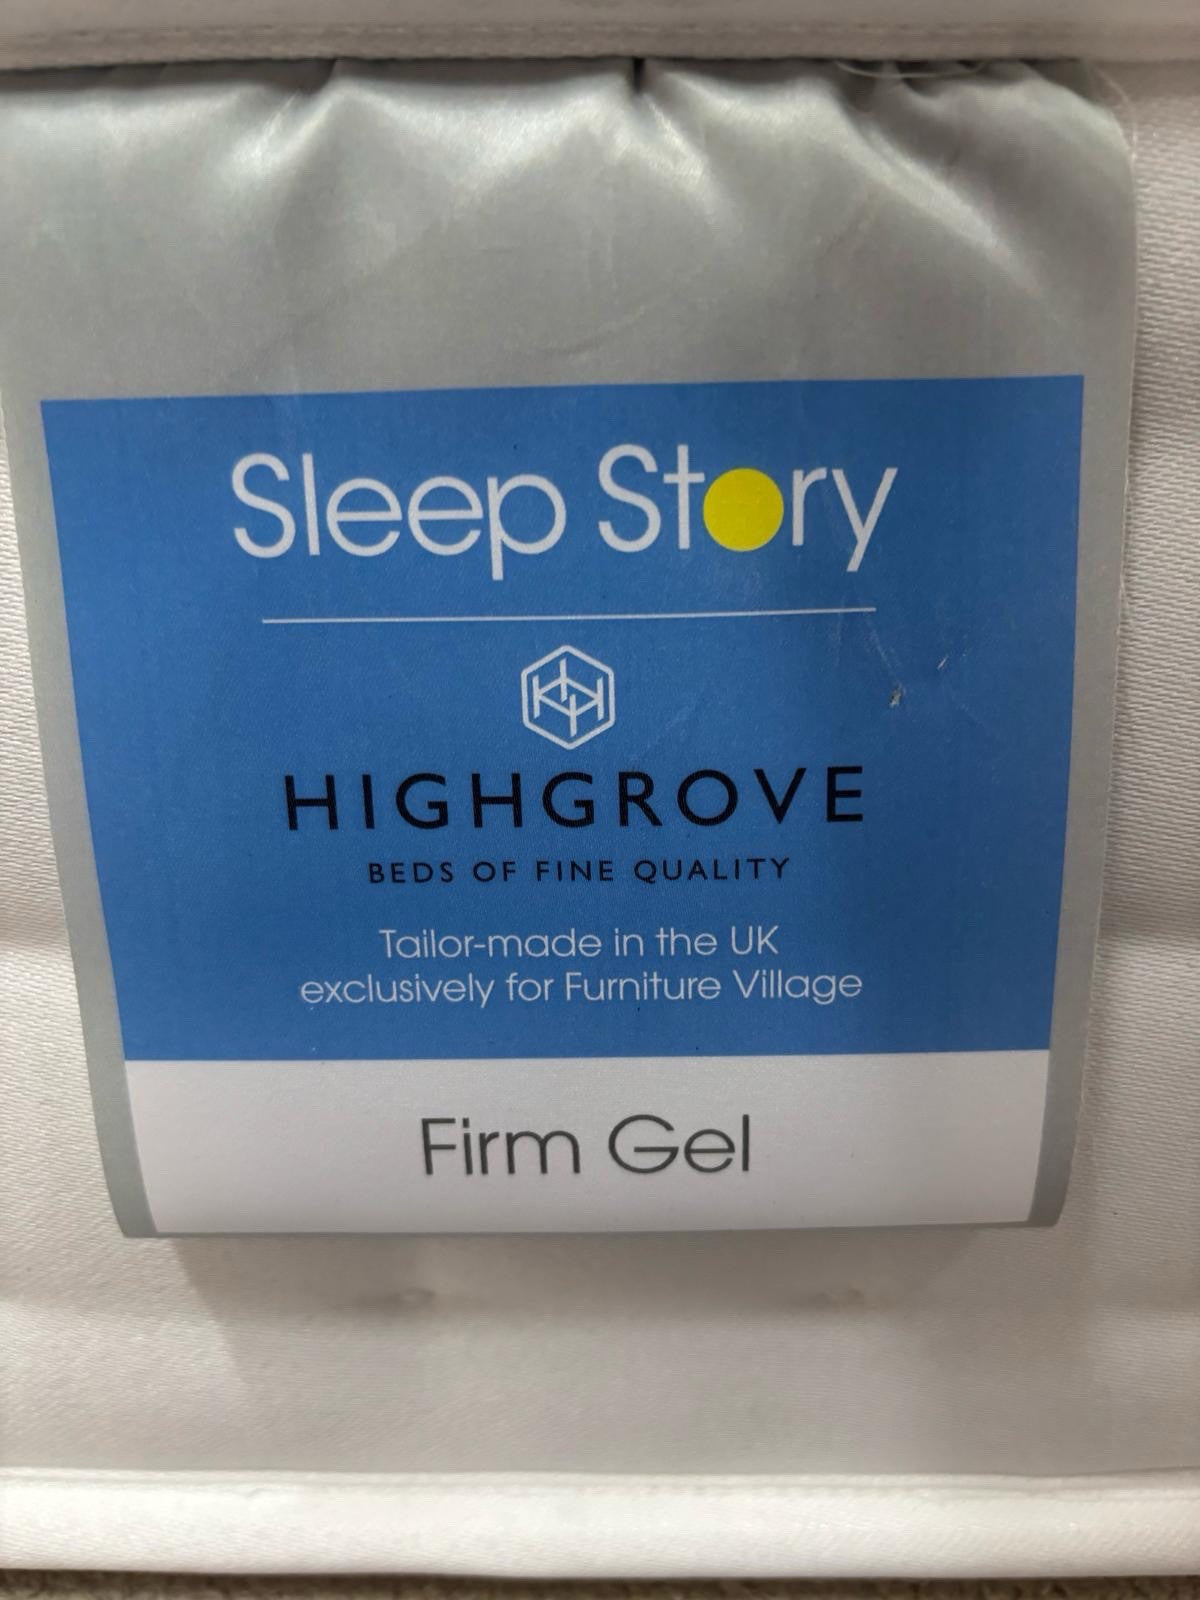 Sleep Story
HIGHGROVE
BEDS OF FINE QUALITY
Tailor-made in the UK
exclusively for Furniture Village
Firm Gel